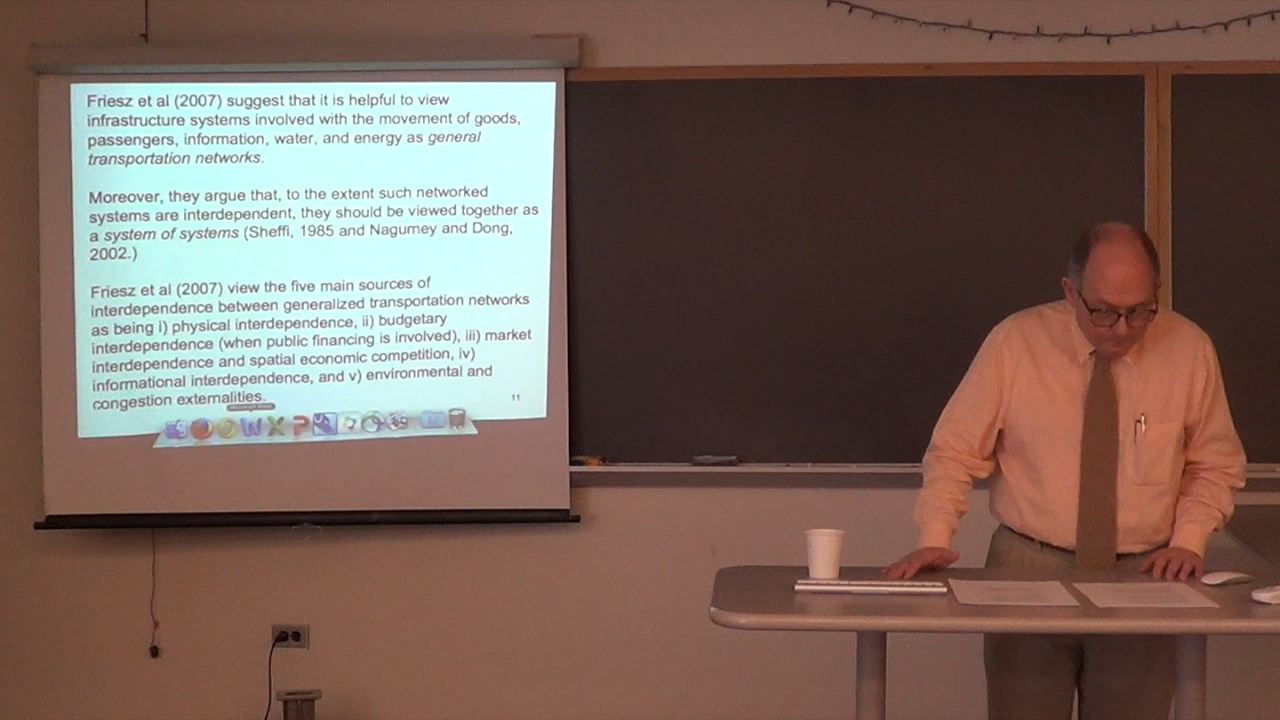 Friesz et al (2007) suggest that it is helpful to view
infrastructure systems involved with the movement of goods,
passengers, information, water, and energy as general
transportation networks.
Moreover, they argue that, to the extent such networked
systems are interdependent, they should be viewed together as
a system of systems (Sheffi, 1985 and Nagurney and Dong,
2002.)
Friesz et al (2007) view the five main sources of
interdependence between generalized transportation networks
as being i) physical interdependence, ii) budgetary
interdependence (when public financing is involved), iii) market
interdependence and spatial economic competition, iv)
informational interdependence, and v) environmental and
congestion externalities.
11